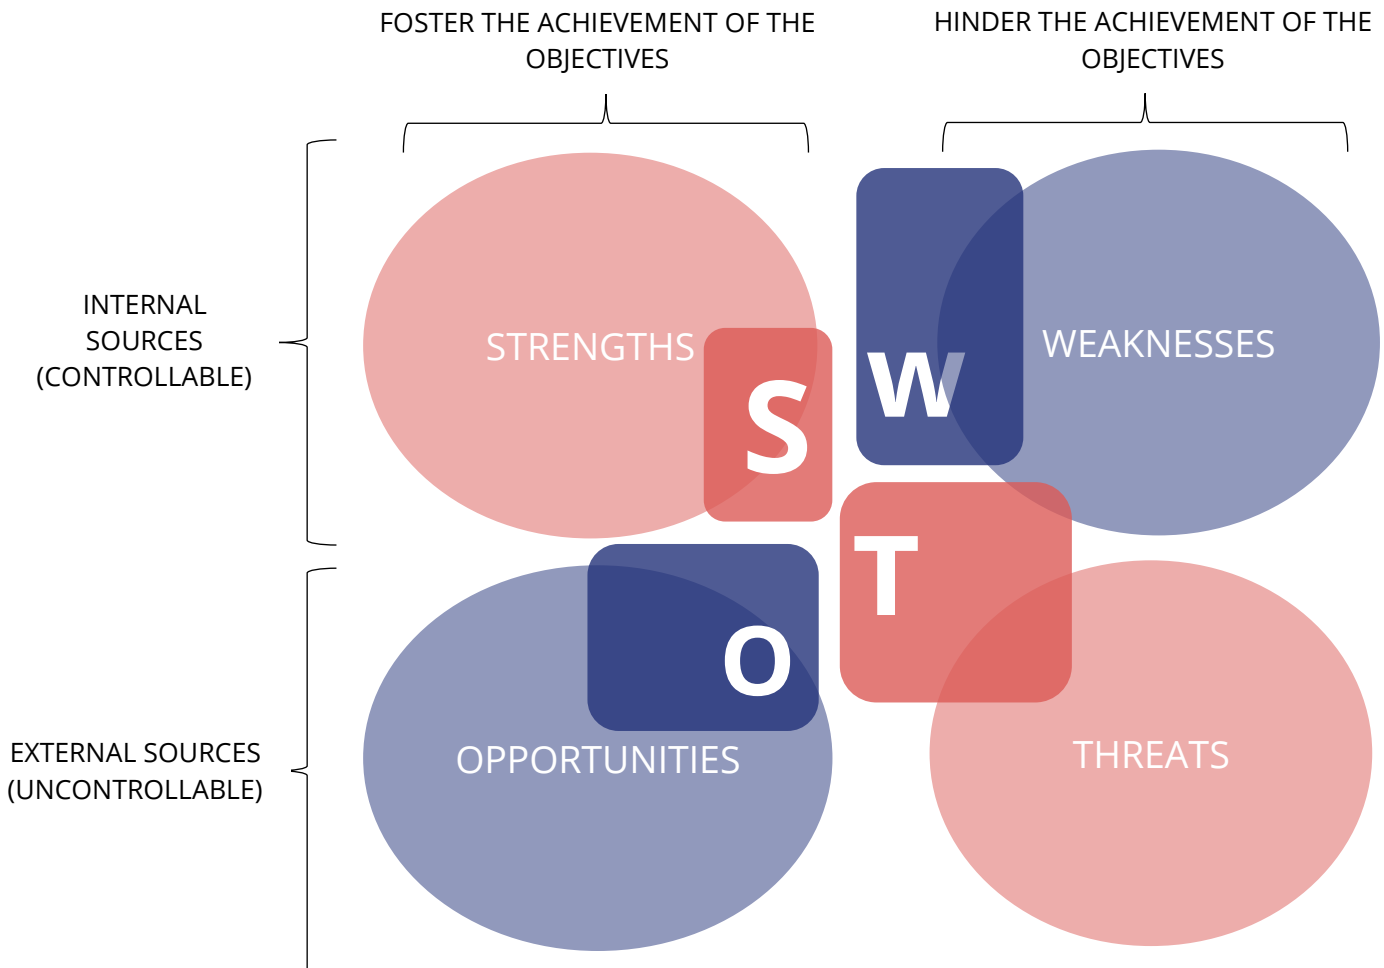 FOSTER THE ACHIEVEMENT OF THE
OBJECTIVES
HINDER THE ACHIEVEMENT OF THE
OBJECTIVES
INTERNAL
SOURCES
(CONTROLLABLE)
STRENGTHS
S
W
WEAKNESSES
EXTERNAL SOURCES
(UNCONTROLLABLE)
O
OPPORTUNITIES
T
THREATS